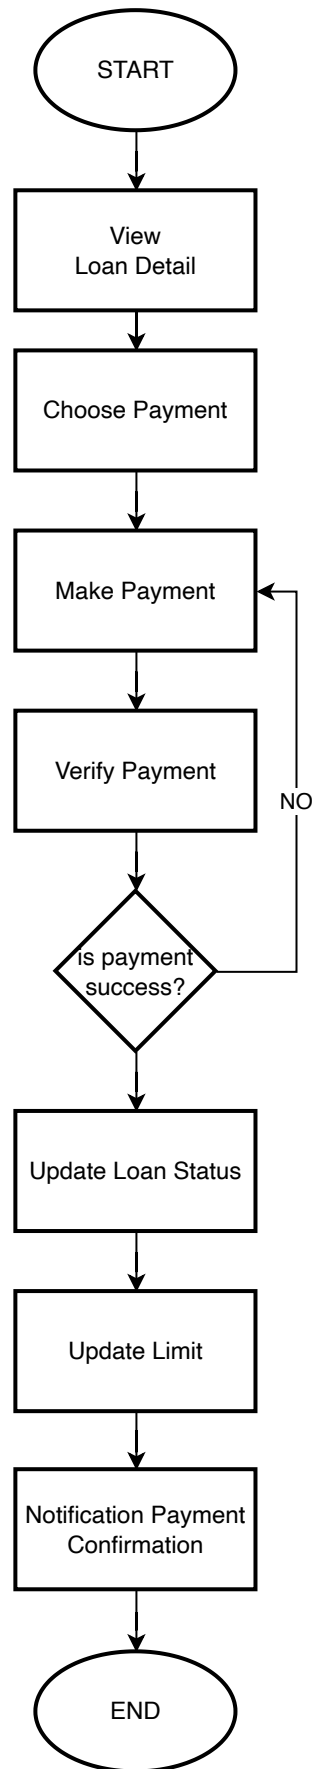 START
View
Loan Detail
Choose Payment
Make Payment
Verify Payment
NO
is payment
success?
Update Loan Status
Update Limit
Notification Payment
Confirmation
END